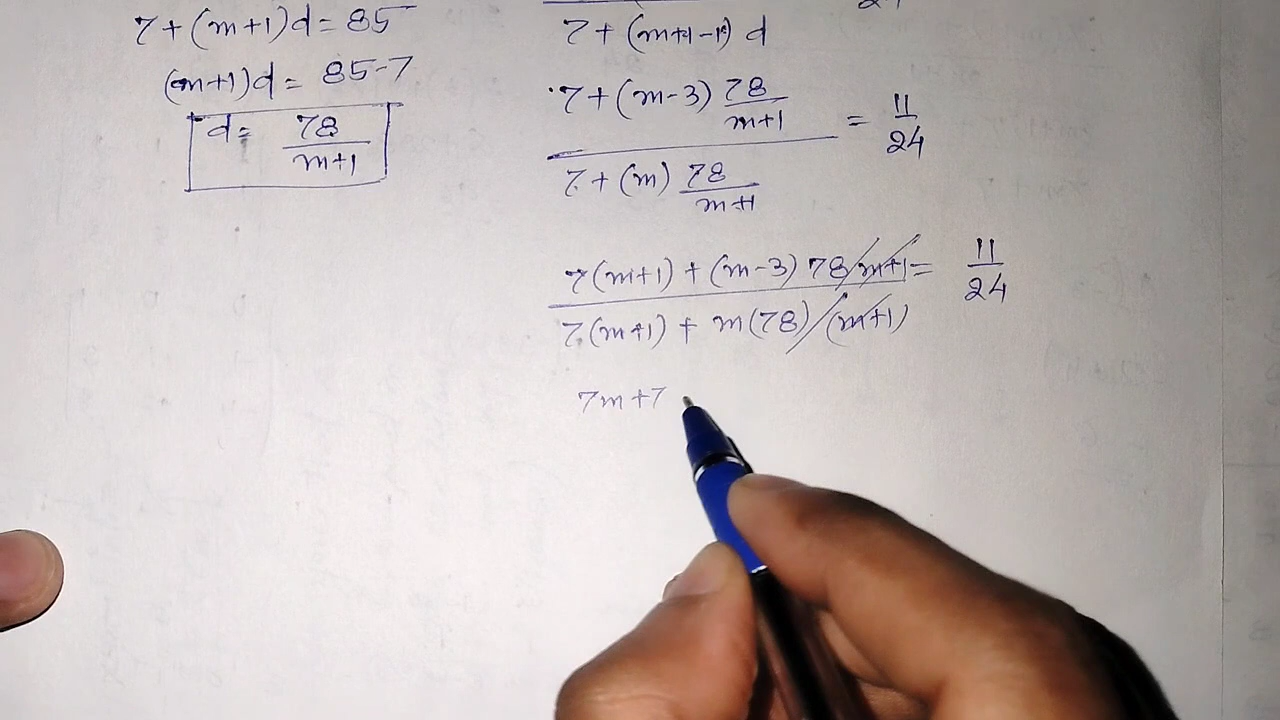 7+(m+1)d = 85
(m+1)d = 85-7
d= 78
m+1
24
7 + (m+1-1) d
7 + (m-3) 78
m+1
= 11
24
7 + (m) 78
m+1
7(m+1) + (m-3) 78/m+1 = 11
24
7(m+1) + m(78)/(m+1)
7m+7